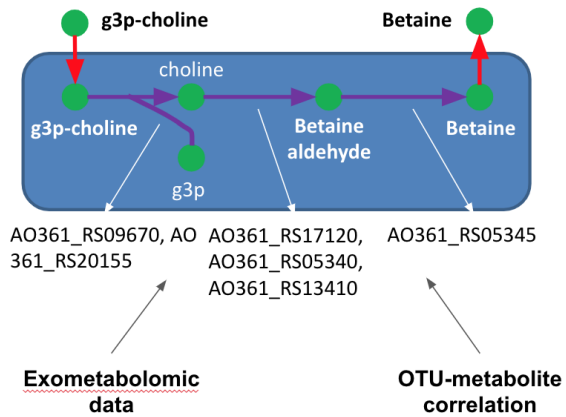 g3p-choline
Betaine
choline
g3p-choline
Betaine
aldehyde
Betaine
g3p
AO361_RS09670, AO
361_RS20155
AO361_RS17120,
AO361_RS05340,
AO361_RS13410
AO361_RS05345
Exometabolomic
data
OTU-metabolite
correlation